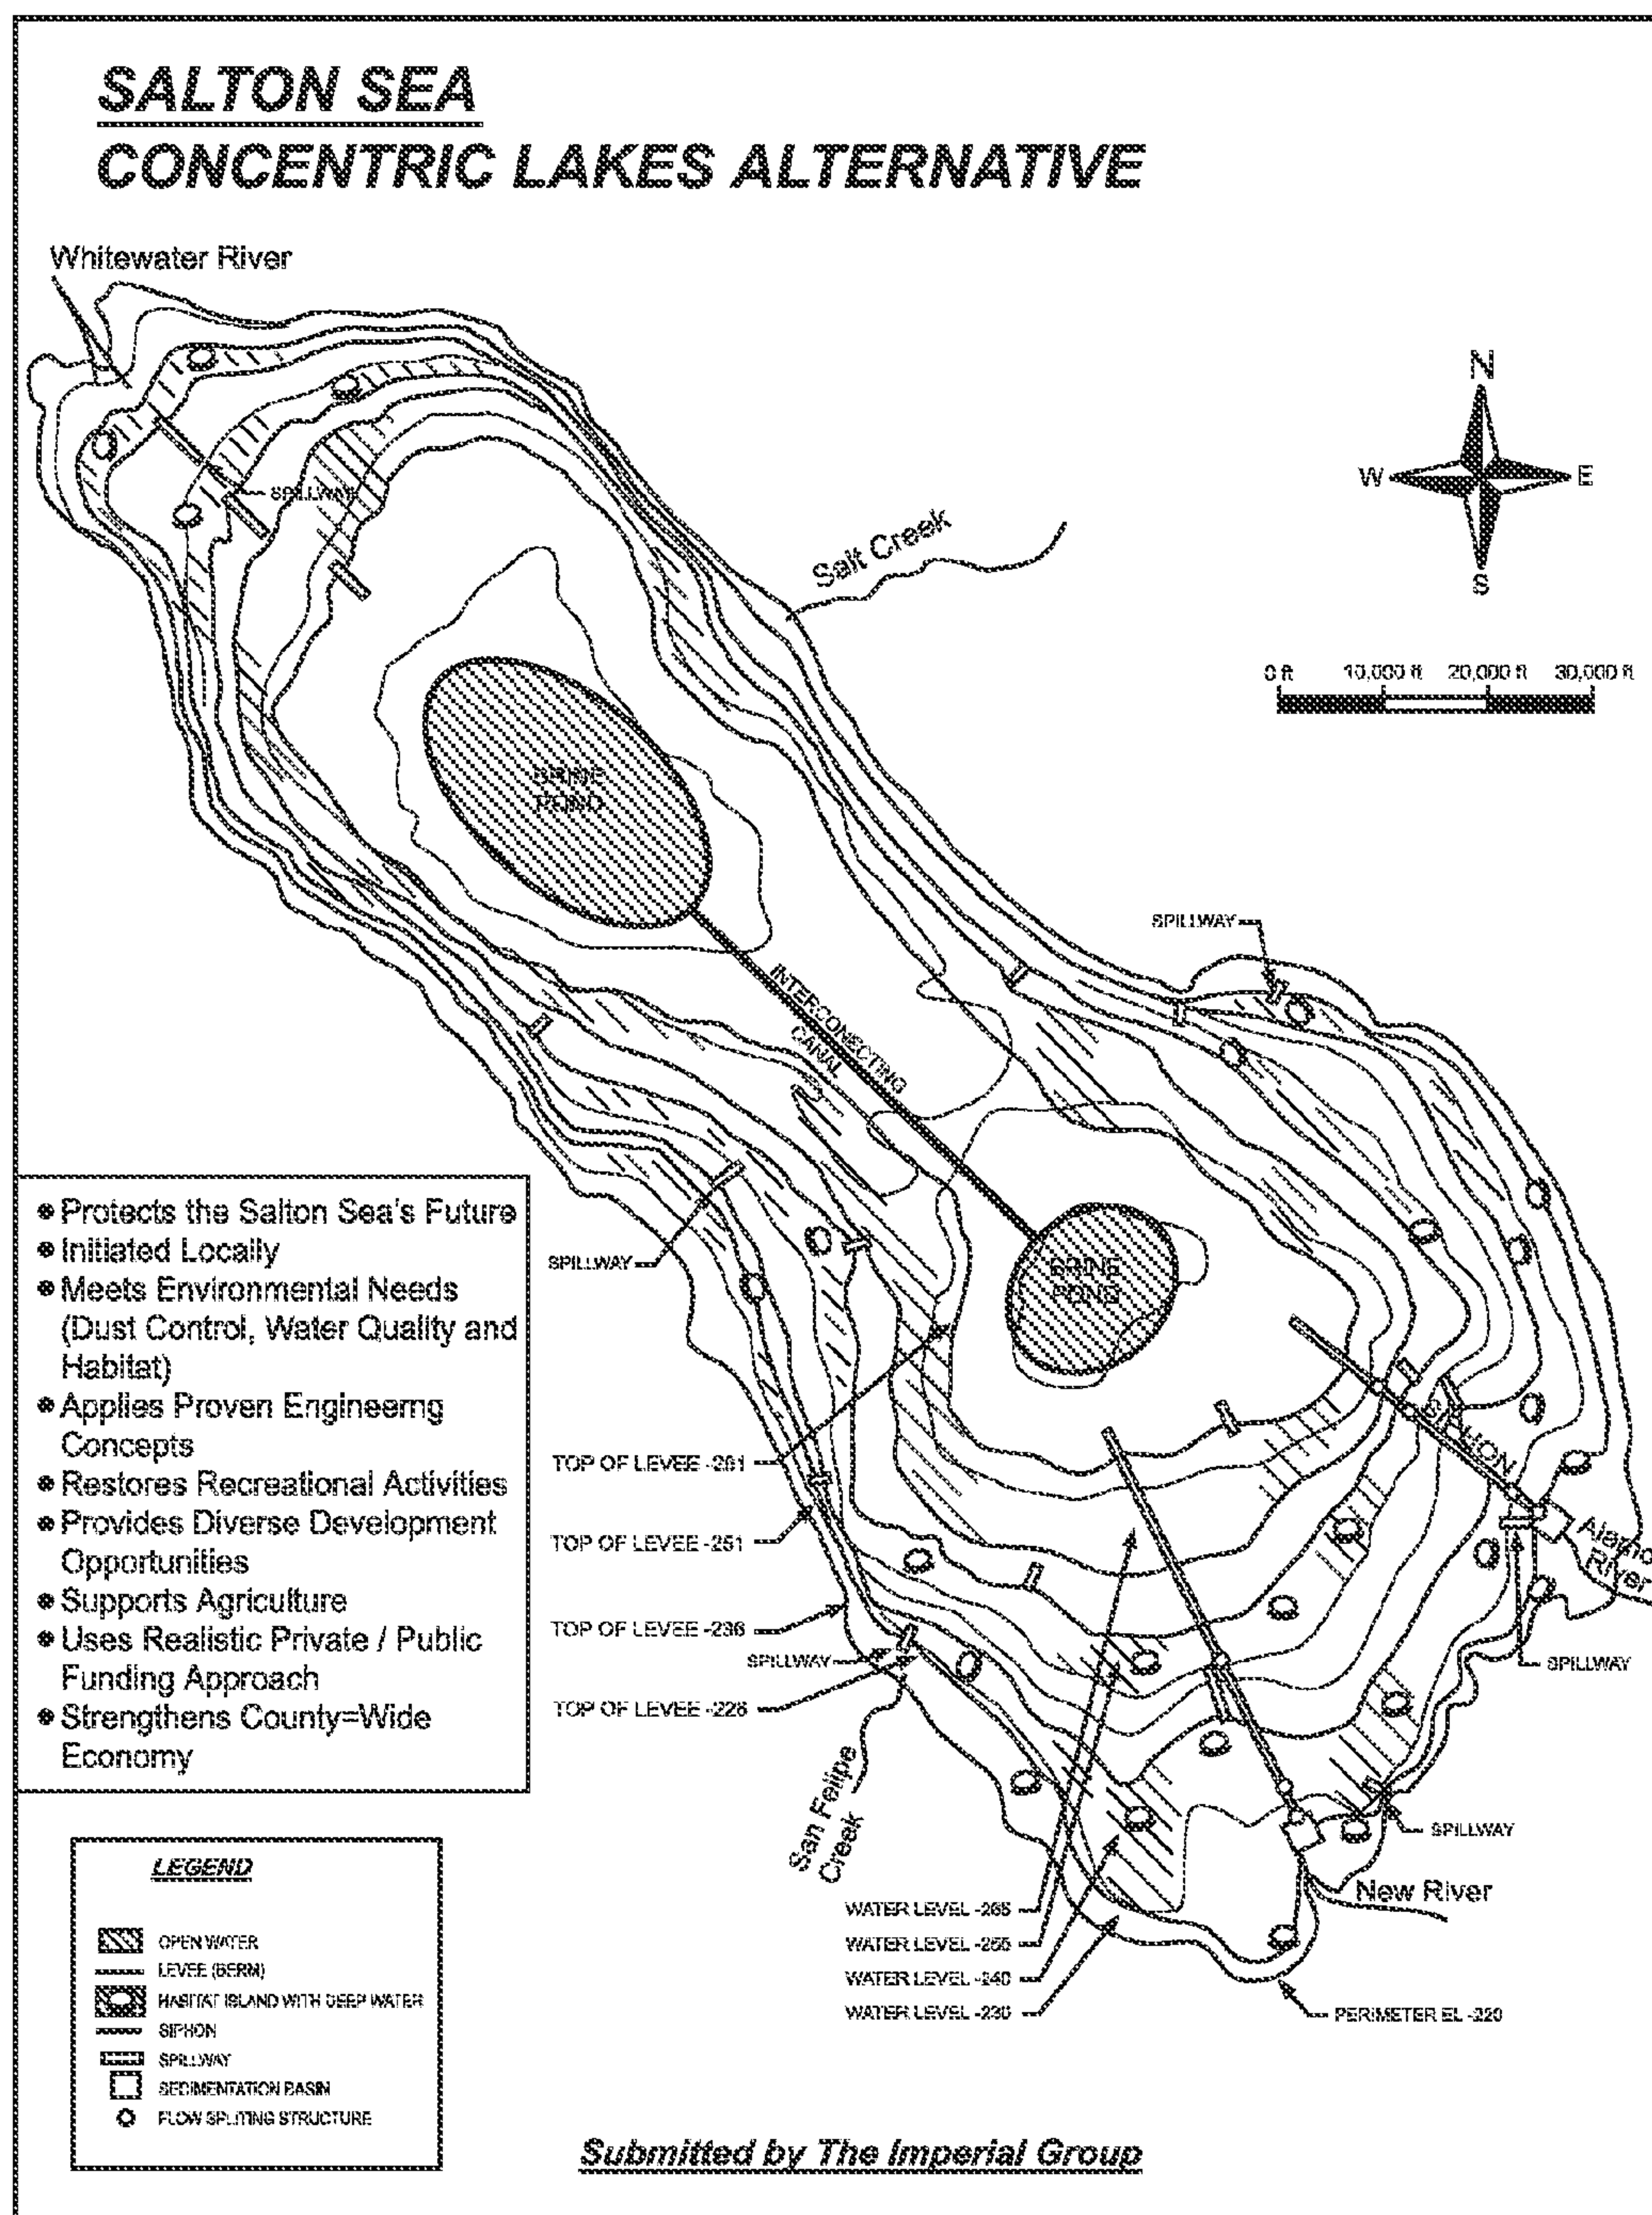 SALTON SEA
CONCENTRIC LAKES ALTERNATIVE
Whitewater River
N
W
E
S
SPILLWAY
Salt Creek
0 ft 10,000 ft 20,000 ft 30,000 ft
BRINE
POND
SPILLWAY
INTERCONECTING
CANAL
● Protects the Salton Sea's Future
● Initiated Locally
● Meets Environmental Needs
(Dust Control, Water Quality and
Habitat)
● Applies Proven Engineerng
Concepts
● Restores Recreational Activities
● Provides Diverse Development
Opportunities
● Supports Agriculture
● Uses Realistic Private / Public
Funding Approach
● Strengthens County=Wide
Economy
SPILLWAY
BRINE
POND
SIPHON
TOP OF LEVEE -261
TOP OF LEVEE -251
TOP OF LEVEE -236
SPILLWAY
TOP OF LEVEE -226
Alamo
River
SPILLWAY
San Felipe
Creek
SPILLWAY
New River
WATER LEVEL -265
WATER LEVEL -255
WATER LEVEL -240
WATER LEVEL -230
PERIMETER EL -220
LEGEND
OPEN WATER
LEVEE (BERM)
HABITAT ISLAND WITH DEEP WATER
SIPHON
SPILLWAY
SEDIMENTATION BASIN
FLOW SPLITING STRUCTURE
Submitted by The Imperial Group